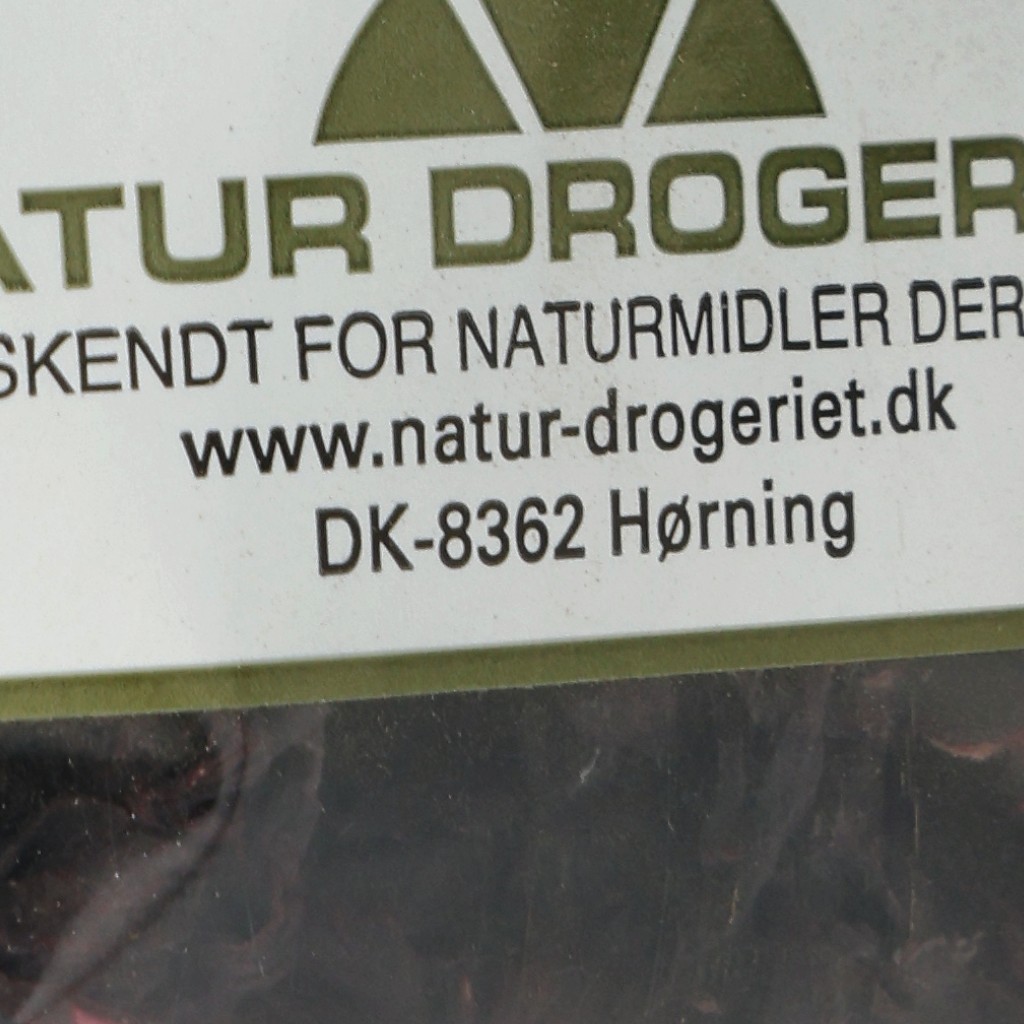 ATUR DROGER
SKENDT FOR NATURMIDLER DER
www.natur-drogeriet.dk
DK-8362 Hørning